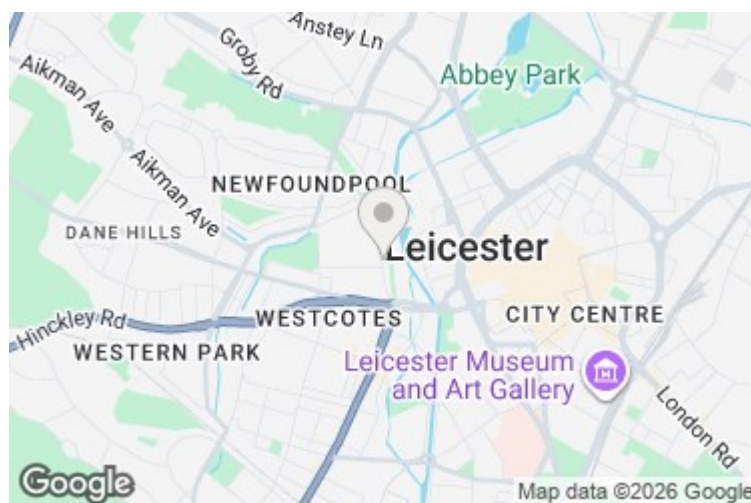 Anstey Ln
Groby Rd
Abbey Park
Aikman Ave
Aikman Ave
NEWFOUNDPOOL
DANE HILLS
Leicester
Hinckley Rd
WESTCOTES
CITY CENTRE
WESTERN PARK
Leicester Museum
and Art Gallery
London Rd
Google
Map data ©2026 Google